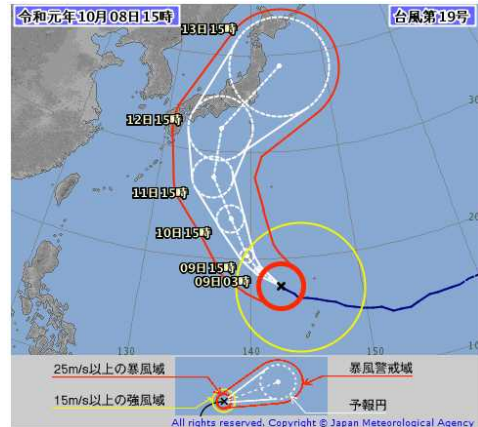 令和元年10月08日15時
台風第19号
13日15時
12日15時
11日15時
10日15時
09日15時
09日03時
30
20
140
150
25m/s以上の暴風域
暴風警戒域
15m/s以上の強風域
予報円
All rights reserved. Copyright © Japan Meteorological Agency